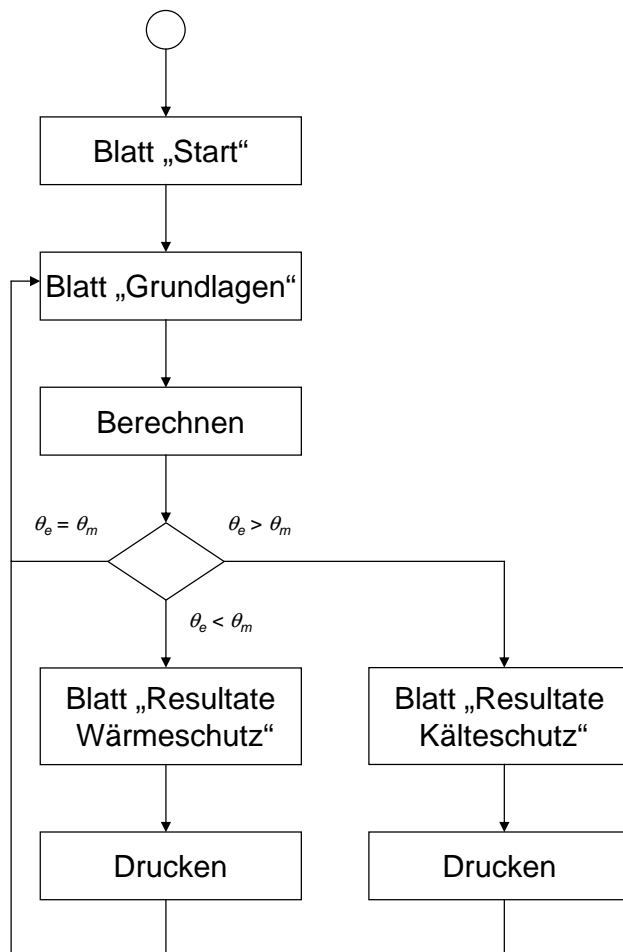 Blatt „Start“
Blatt „Grundlagen“
Berechnen
θe = θm
θe > θm
θe < θm
Blatt „Resultate
Wärmeschutz“
Blatt „Resultate
Kälteschutz“
Drucken
Drucken